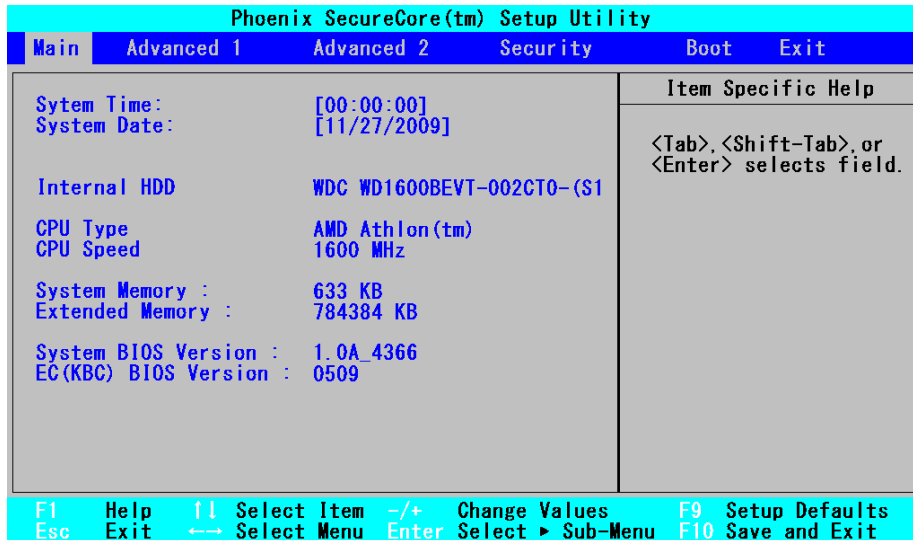 Phoenix SecureCore(tm) Setup Utility
Main Advanced 1 Advanced 2 Security Boot Exit
Item Specific Help
Sytem Time: [00:00:00]
System Date: [11/27/2009]
<Tab>,<Shift-Tab>,or
<Enter> selects field.
Internal HDD WDC WD1600BEVT-002CT0-(S1
CPU Type AMD Athlon(tm)
CPU Speed 1600 MHz
System Memory : 633 KB
Extended Memory : 784384 KB
System BIOS Version : 1.0A_4366
EC(KBC) BIOS Version : 0509
F1 Help ↑↓ Select Item -/+ Change Values F9 Setup Defaults
Esc Exit ←→ Select Menu Enter Select ▸ Sub-Menu F10 Save and Exit